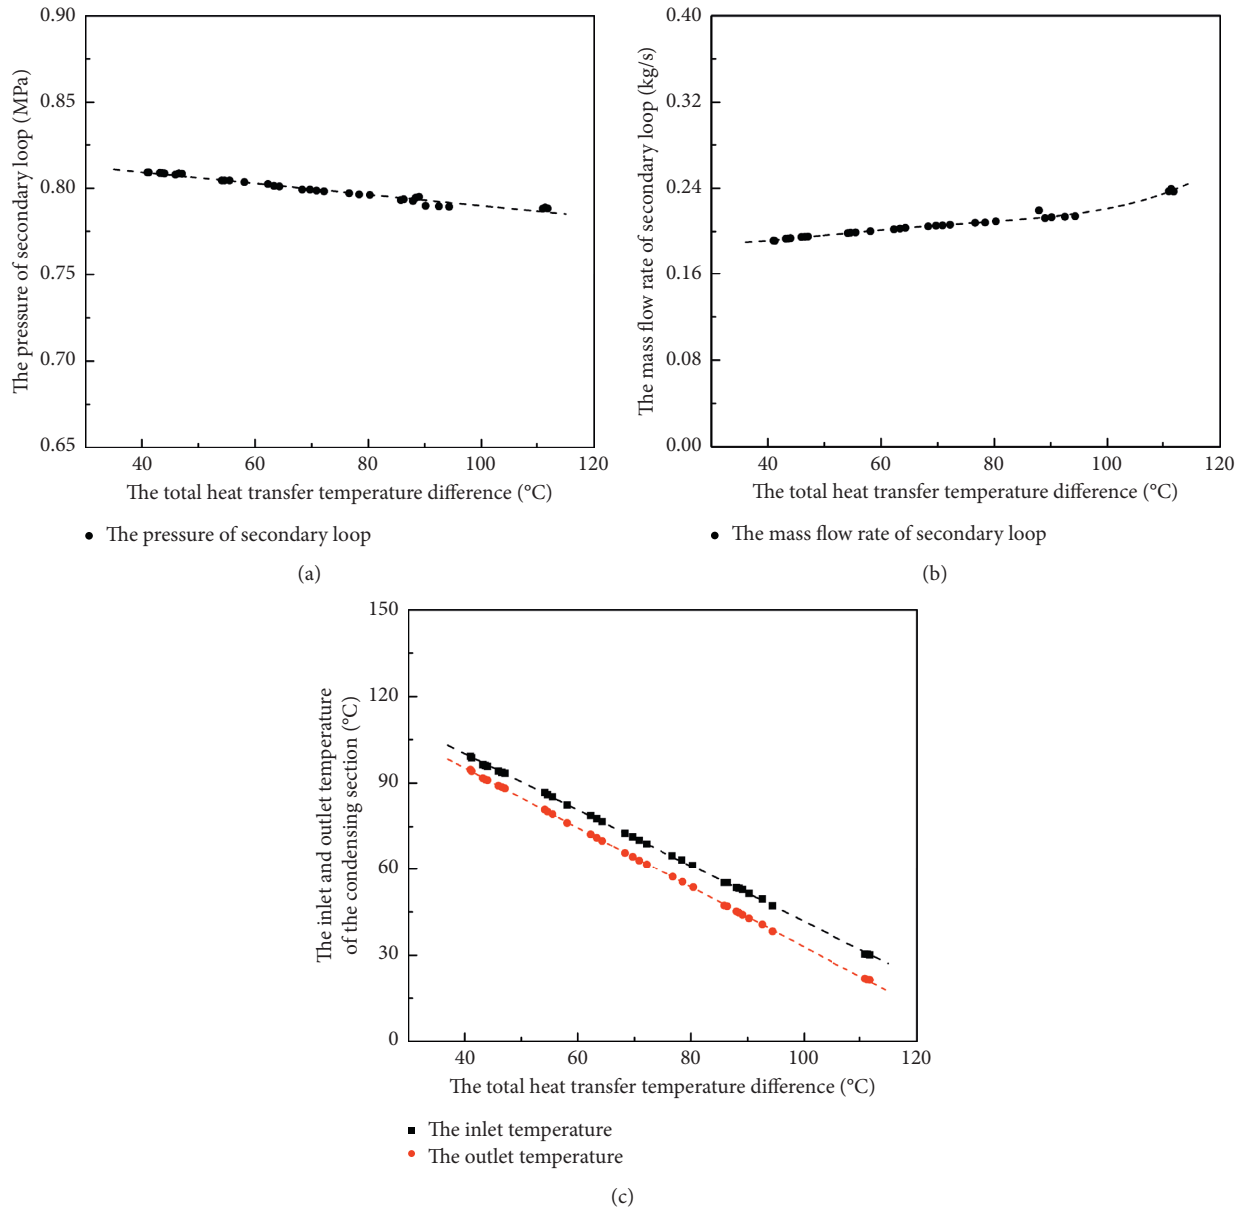 The pressure of secondary loop (MPa)
0.90
0.85
0.80
0.75
0.70
0.65
40 60 80 100 120
The total heat transfer temperature difference (°C)
The pressure of secondary loop
(a)
The mass flow rate of secondary loop (kg/s)
0.40
0.32
0.24
0.16
0.08
0.00
40 60 80 100 120
The total heat transfer temperature difference (°C)
The mass flow rate of secondary loop
(b)
The inlet and outlet temperature
of the condensing section (°C)
150
120
90
60
30
0
40 60 80 100 120
The total heat transfer temperature difference (°C)
The inlet temperature
The outlet temperature
(c)